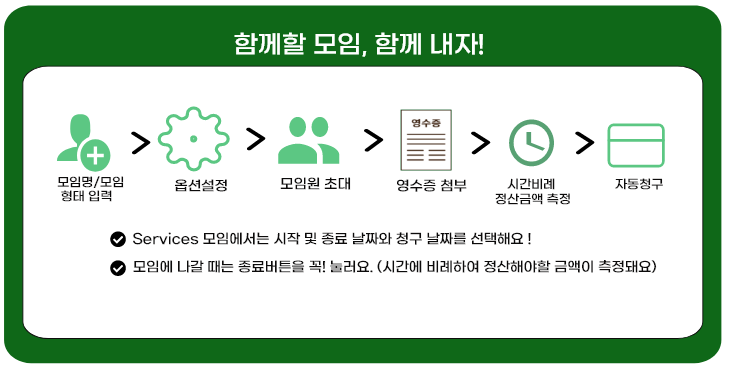 함께할 모임, 함께 내자!
영수증
모임명/모임
형태 입력
옵션설정
모임원 초대
영수증 첨부
시간비례
정산금액 측정
자동청구
Services 모임에서는 시작 및 종료 날짜와 청구 날짜를 선택해요 !
모임에 나갈 때는 종료버튼을 꼭! 눌러요. (시간에 비례하여 정산해야할 금액이 측정돼요)